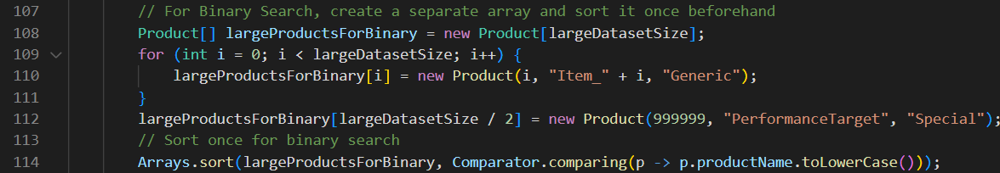 107 // For Binary Search, create a separate array and sort it once beforehand
108 Product[] largeProductsForBinary = new Product[largeDatasetSize];
109 for (int i = 0; i < largeDatasetSize; i++) {
110 largeProductsForBinary[i] = new Product(i, "Item_" + i, "Generic");
111 }
112 largeProductsForBinary[largeDatasetSize / 2] = new Product(999999, "PerformanceTarget", "Special");
113 // Sort once for binary search
114 Arrays.sort(largeProductsForBinary, Comparator.comparing(p -> p.productName.toLowerCase()));